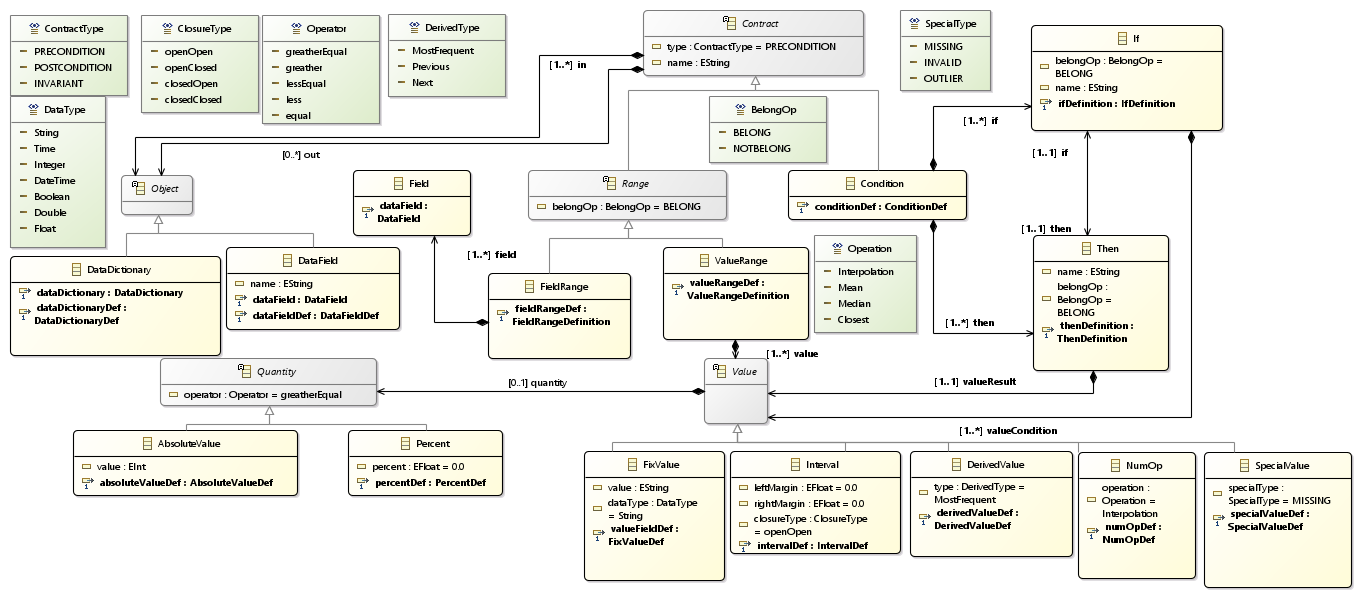 ContractType
PRECONDITION
POSTCONDITION
INVARIANT
ClosureType
openOpen
openClosed
closedOpen
closedClosed
Operator
greatherEqual
greather
lessEqual
less
equal
DerivedType
MostFrequent
Previous
Next
Contract
type : ContractType = PRECONDITION
name : EString
SpecialType
MISSING
INVALID
OUTLIER
If
belongOp : BelongOp =
BELONG
name : EString
ifDefinition : IfDefinition
DataType
String
Time
Integer
DateTime
Boolean
Double
Float
[1..*] in
[0..*] out
BelongOp
BELONG
NOTBELONG
[1..*] if
[1..1] if
[1..1] then
Object
Field
dataField :
DataField
Range
belongOp : BelongOp = BELONG
Condition
conditionDef : ConditionDef
DataDictionary
dataDictionary : DataDictionary
dataDictionaryDef :
DataDictionaryDef
DataField
name : EString
dataField : DataField
dataFieldDef : DataFieldDef
[1..*] field
FieldRange
fieldRangeDef :
FieldRangeDefinition
ValueRange
valueRangeDef :
ValueRangeDefinition
Operation
Interpolation
Mean
Median
Closest
Then
name : EString
belongOp :
BelongOp =
BELONG
thenDefinition :
ThenDefinition
[1..*] then
[1..*] value
Quantity
operator : Operator = greatherEqual
[0..1] quantity
Value
[1..1] valueResult
[1..*] valueCondition
AbsoluteValue
value : EInt
absoluteValueDef : AbsoluteValueDef
Percent
percent : EFloat = 0.0
percentDef : PercentDef
FixValue
value : EString
dataType : DataType
= String
valueFieldDef :
FixValueDef
Interval
leftMargin : EFloat = 0.0
rightMargin : EFloat = 0.0
closureType : ClosureType
= openOpen
intervalDef : IntervalDef
DerivedValue
type : DerivedType =
MostFrequent
derivedValueDef :
DerivedValueDef
NumOp
operation :
Operation =
Interpolation
numOpDef :
NumOpDef
SpecialValue
specialType :
SpecialType = MISSING
specialValueDef :
SpecialValueDef